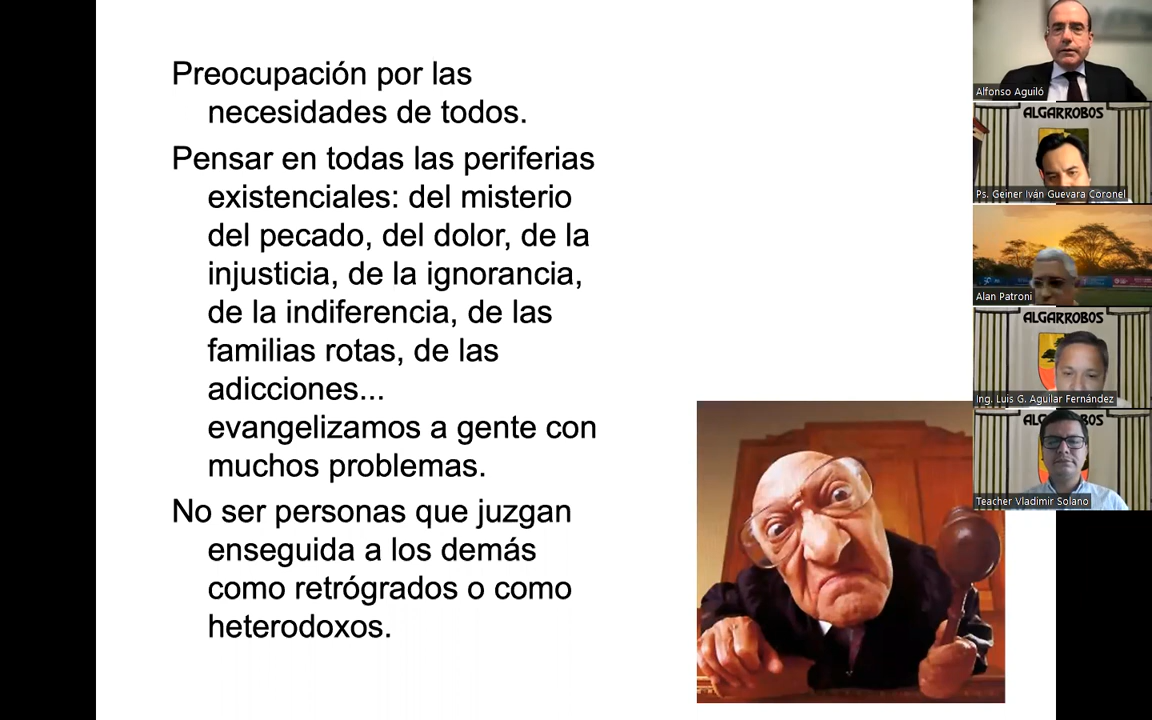 Preocupación por las
necesidades de todos.
Pensar en todas las periferias
existenciales: del misterio
del pecado, del dolor, de la
injusticia, de la ignorancia,
de la indiferencia, de las
familias rotas, de las
adicciones...
evangelizamos a gente con
muchos problemas.
No ser personas que juzgan
enseguida a los demás
como retrógrados o como
heterodoxos.
Alfonso Aguiló
ALGARROBOS
Ps. Geiner Iván Guevara Coronel
Alan Patroni
ALGARROBOS
Ing. Luis G. Aguilar Fernández
Teacher Vladimir Solano